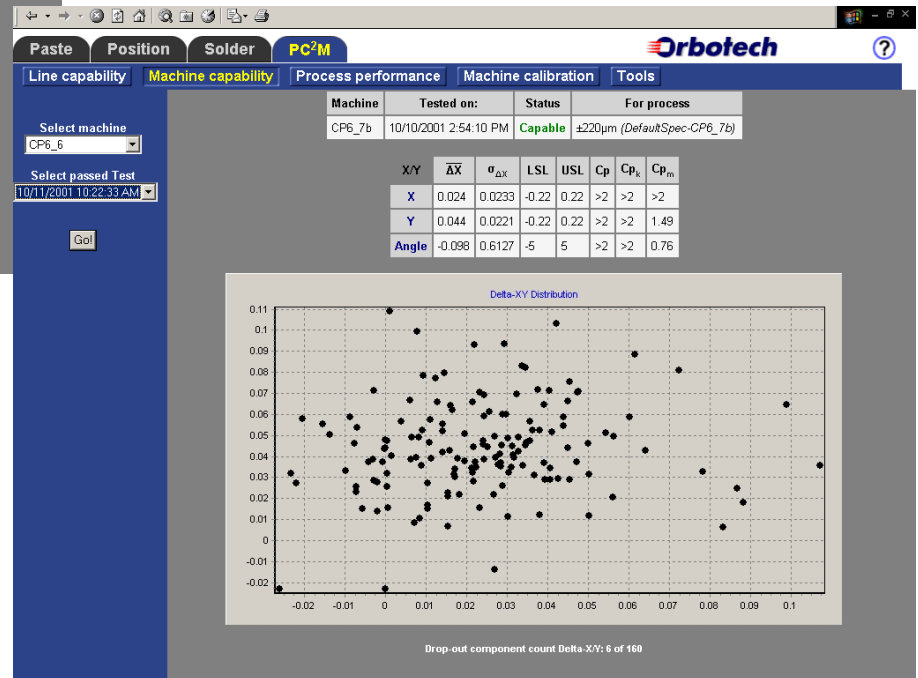 Paste Position Solder PC²M Orbotech ?
Line capability Machine capability Process performance Machine calibration Tools
Select machine
CP6_6
Select passed Test
10/11/2001 10:22:33 AM
Go!
Machine Tested on: Status For process
CP6_7b 10/10/2001 2:54:10 PM Capable ±220µm (DefaultSpec-CP6_7b)
X/Y ΔX σΔX LSL USL Cp Cpk Cpm
X 0.024 0.0233 -0.22 0.22 >2 >2 >2
Y 0.044 0.0221 -0.22 0.22 >2 >2 1.49
Angle -0.098 0.6127 -5 5 >2 >2 0.76
Delta-XY Distribution
0.11
0.1
0.09
0.08
0.07
0.06
0.05
0.04
0.03
0.02
0.01
0
-0.01
-0.02
-0.02 -0.01 0 0.01 0.02 0.03 0.04 0.05 0.06 0.07 0.08 0.09 0.1
Drop-out component count Delta-X/Y: 6 of 160